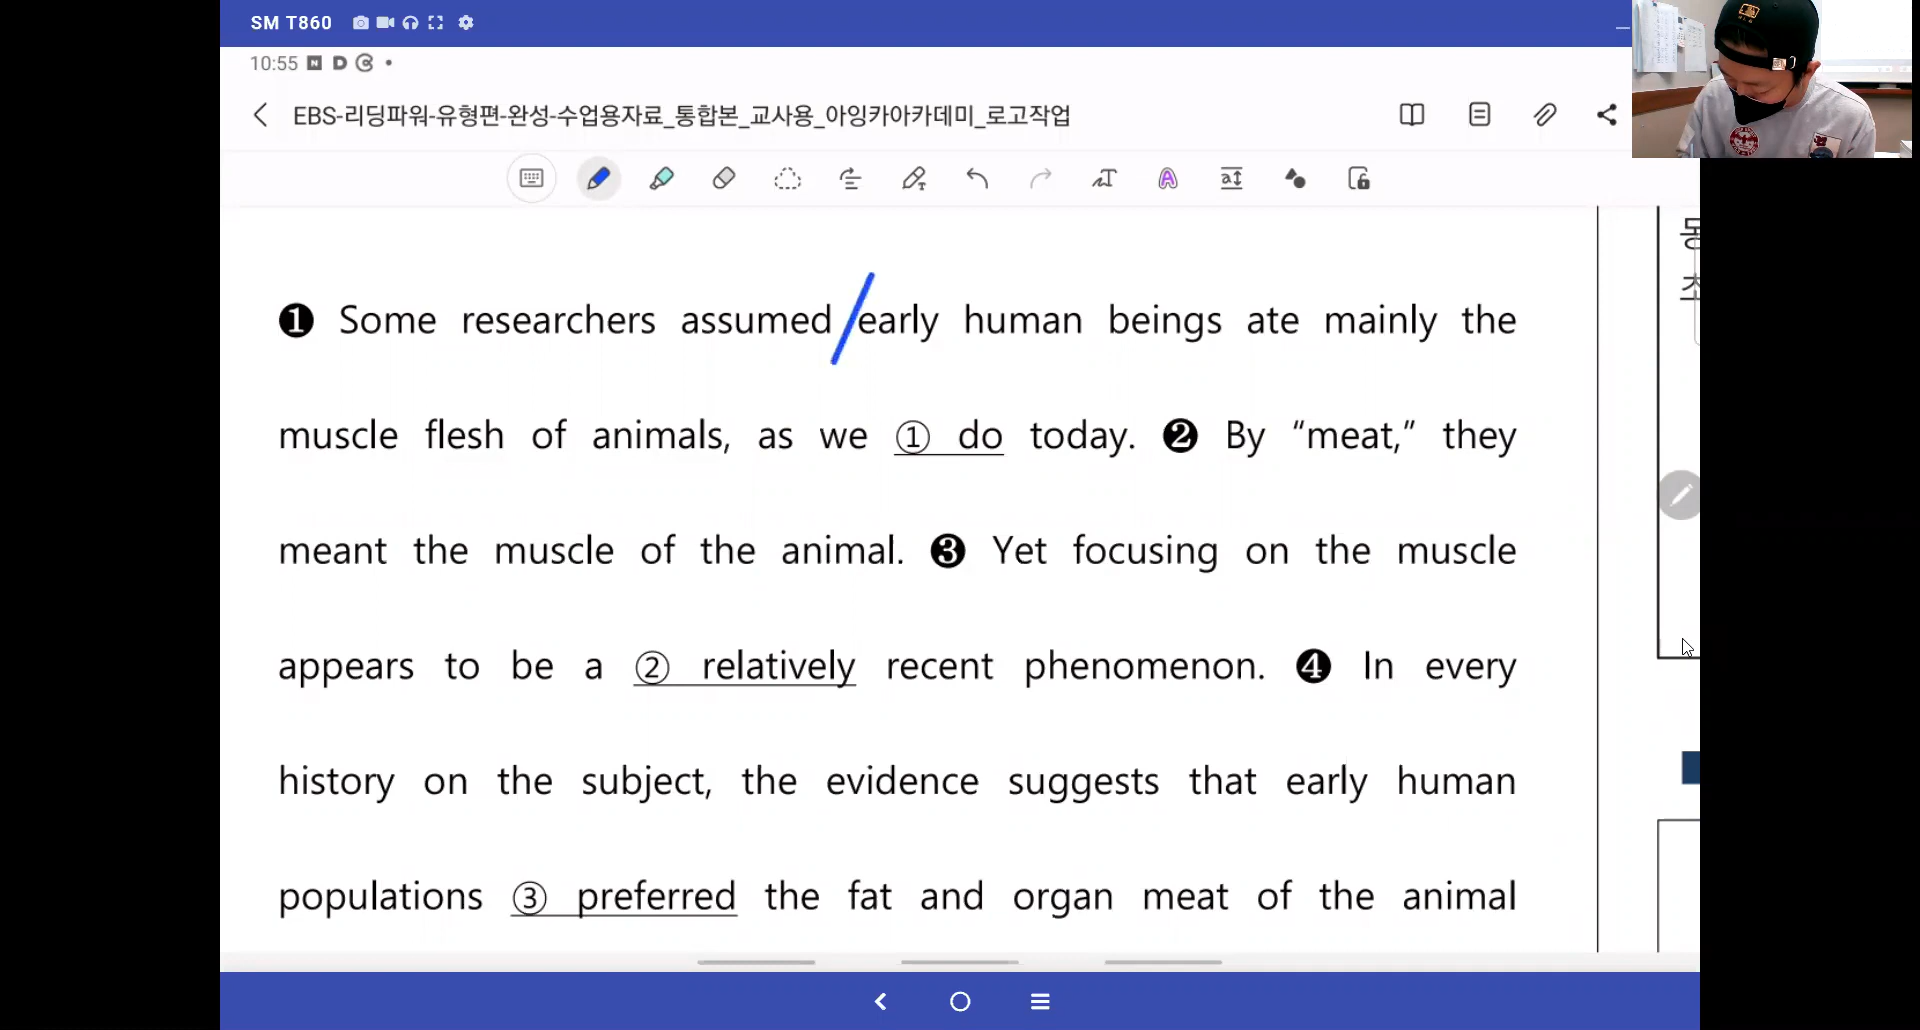 SM T860
10:55
EBS-리딩파워-유형편-완성-수업용자료_통합본_교사용_아잉카아카데미_로고작업
❶ Some researchers assumed early human beings ate mainly the
muscle flesh of animals, as we ① do today. ❷ By “meat,” they
meant the muscle of the animal. ❸ Yet focusing on the muscle
appears to be a ② relatively recent phenomenon. ❹ In every
history on the subject, the evidence suggests that early human
populations ③ preferred the fat and organ meat of the animal